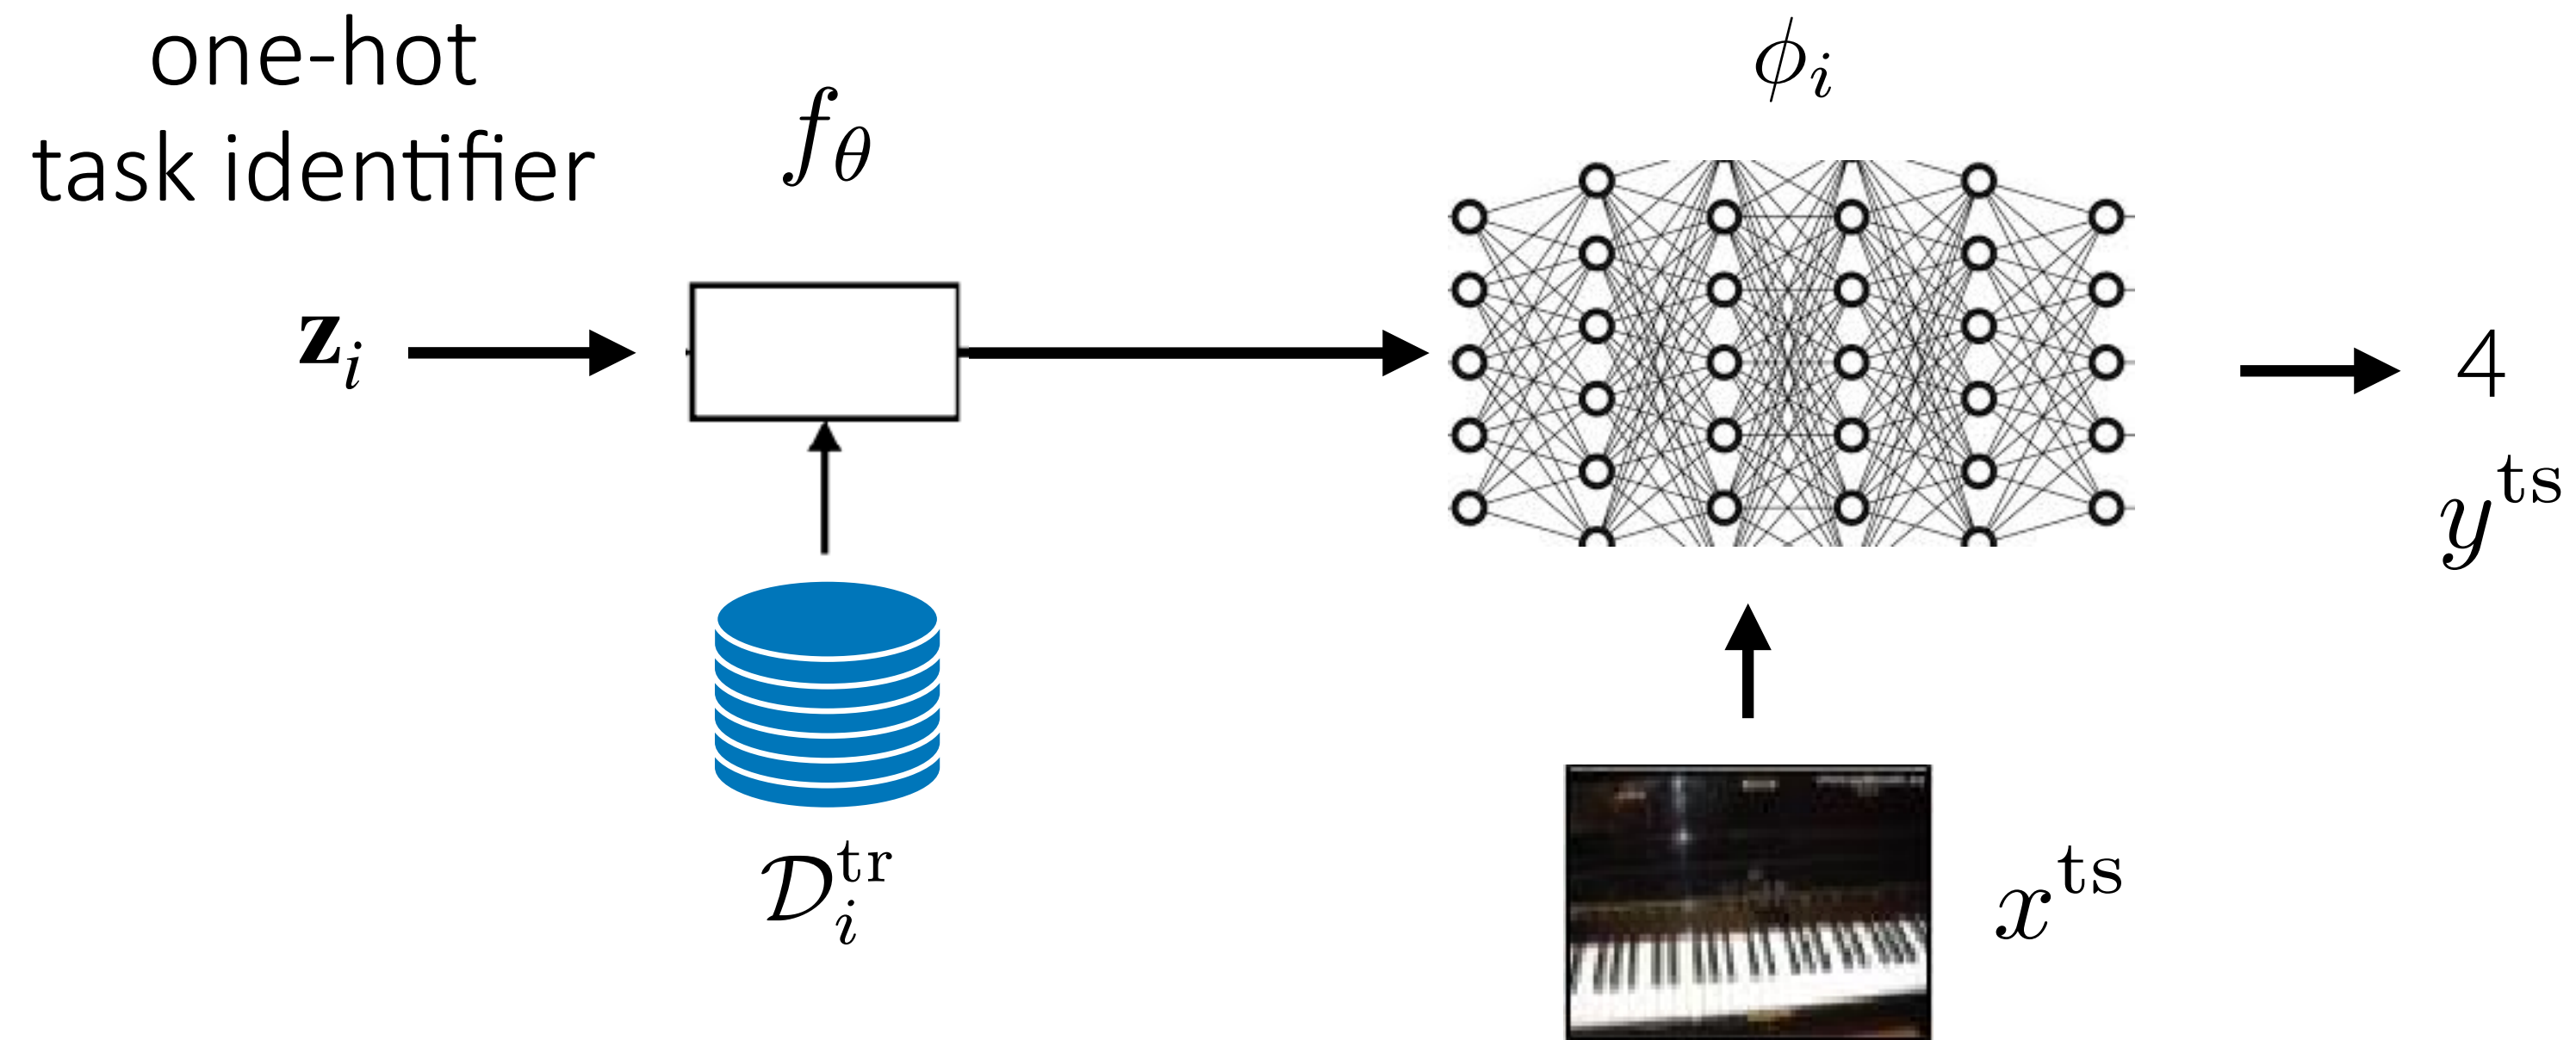 one-hot
task identifier
f_θ
ϕ_i
z_i
4
y^ts
D_i^tr
x^ts